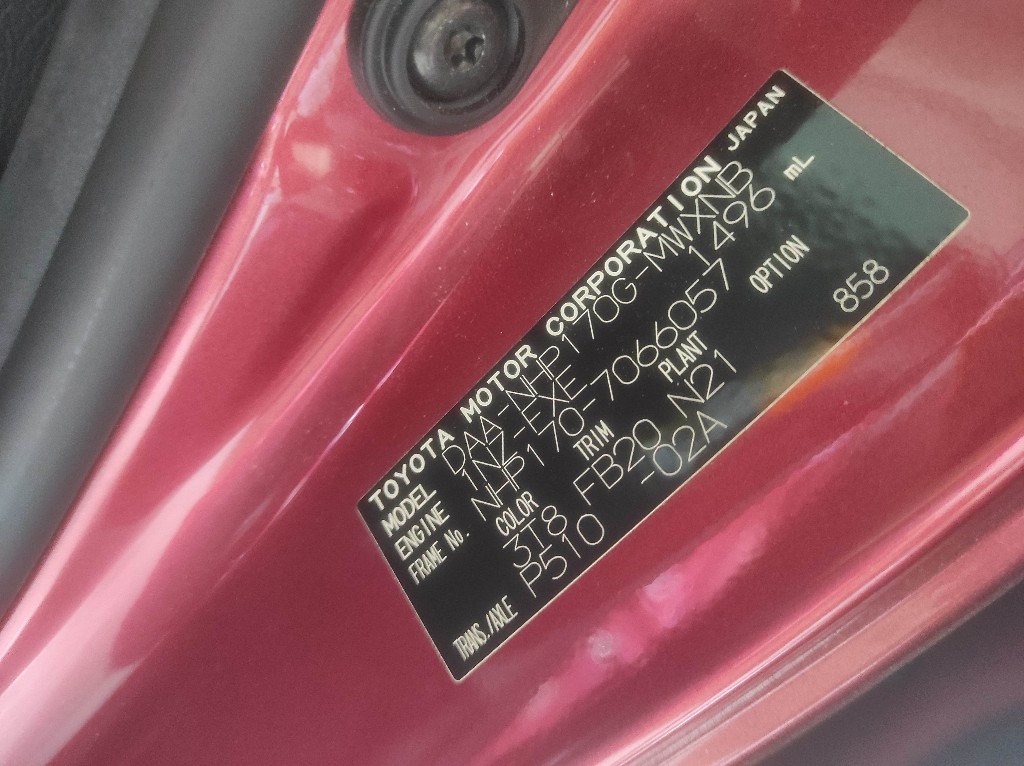 TOYOTA MOTOR CORPORATION JAPAN
MODEL DAA-NHP170G-MWXNB
ENGINE 1NZ-FXE 1496 mL
FRAME No. NHP170-7066057
COLOR TRIM PLANT OPTION
3T8 FB20 N21 858
-02A
TRANS./AXLE P510